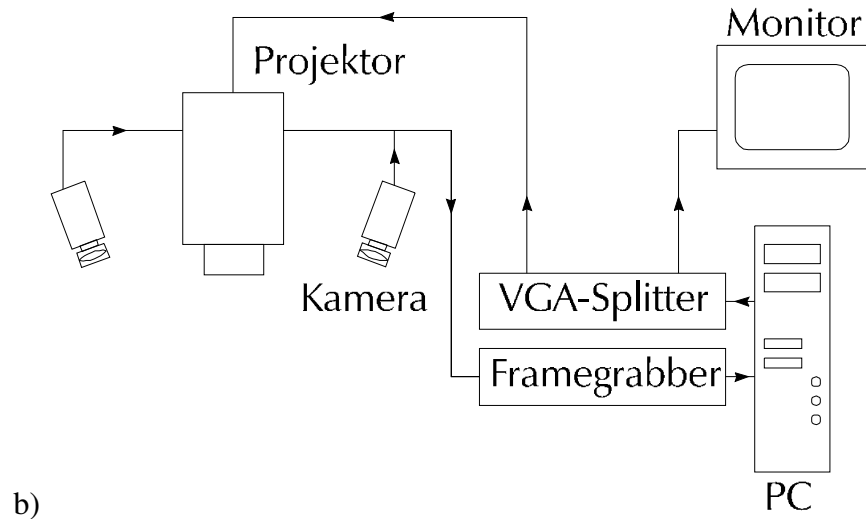 Monitor
Projektor
Kamera
VGA-Splitter
Framegrabber
PC
b)